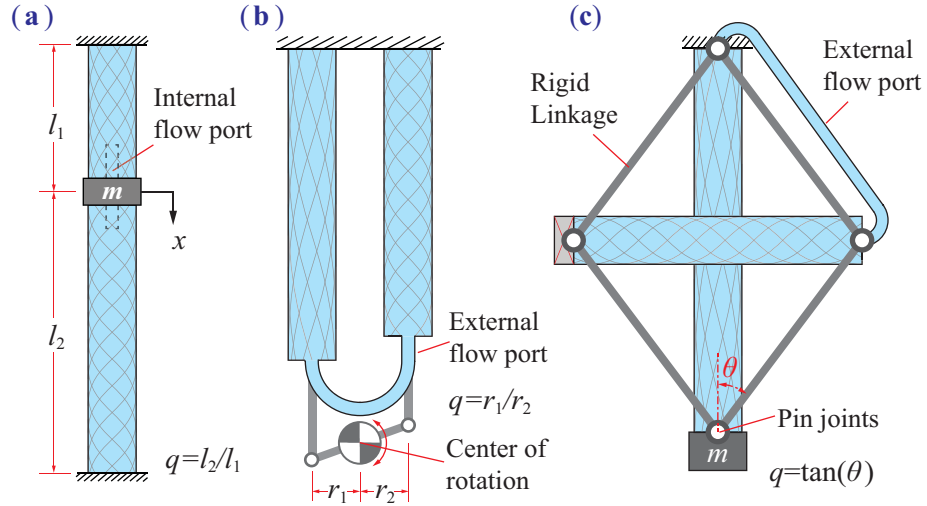 (a)
l₁
Internal
flow port
m
x
l₂
q=l₂/l₁
(b)
External
flow port
q=r₁/r₂
Center of
rotation
r₁
r₂
(c)
Rigid
Linkage
External
flow port
θ
Pin joints
m
q=tan(θ)